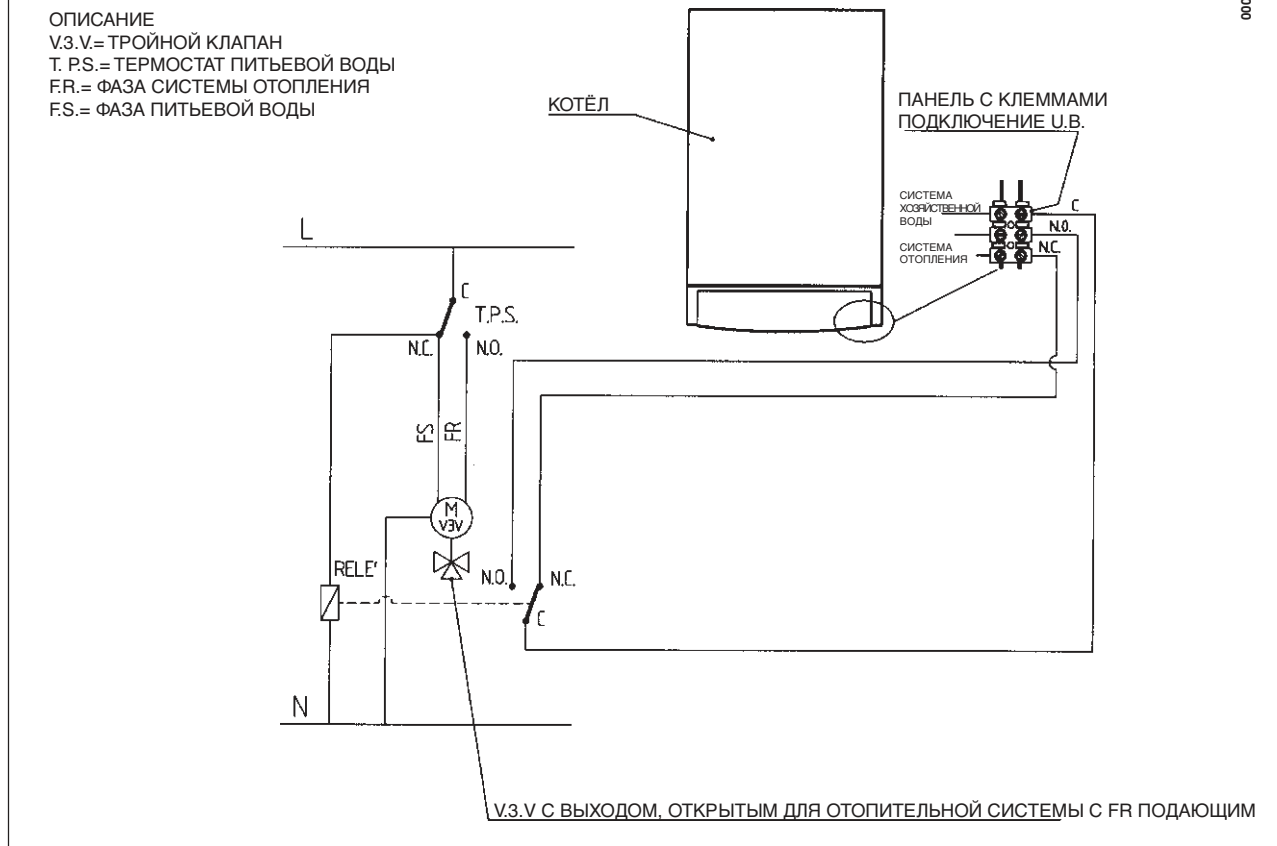 ОПИСАНИЕ
V.3.V.= ТРОЙНОЙ КЛАПАН
T. P.S.= ТЕРМОСТАТ ПИТЬЕВОЙ ВОДЫ
F.R.= ФАЗА СИСТЕМЫ ОТОПЛЕНИЯ
F.S.= ФАЗА ПИТЬЕВОЙ ВОДЫ
000
КОТЁЛ
ПАНЕЛЬ С КЛЕММАМИ
ПОДКЛЮЧЕНИЕ U.B.
СИСТЕМА
ХОЗЯЙСТВЕННОЙ
ВОДЫ
СИСТЕМА
ОТОПЛЕНИЯ
C
N.O.
N.C.
L
C
T.P.S.
N.C.
N.O.
FS
FR
M
V3V
RELE'
N.O.
N.C.
C
N
V.3.V С ВЫХОДОМ, ОТКРЫТЫМ ДЛЯ ОТОПИТЕЛЬНОЙ СИСТЕМЫ С FR ПОДАЮЩИМ